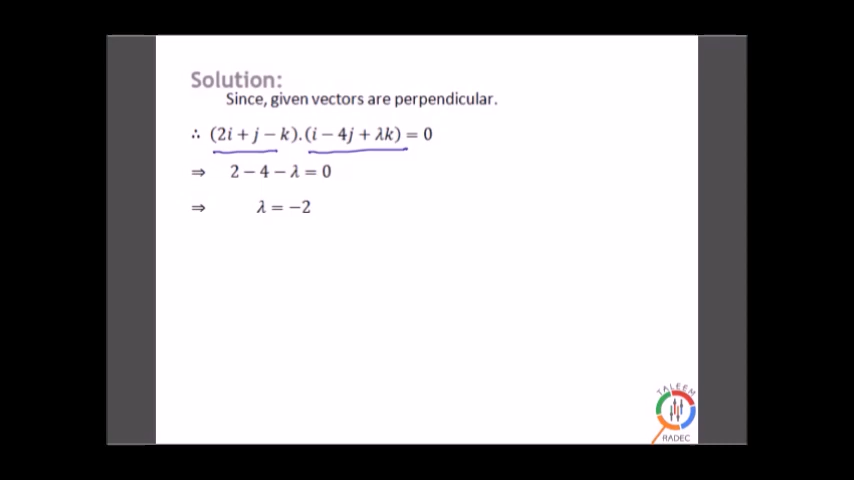 Solution:
Since, given vectors are perpendicular.
∴ (2i + j − k).(i − 4j + λk) = 0
⇒ 2 − 4 − λ = 0
⇒ λ = −2
TALEEM
RADEC